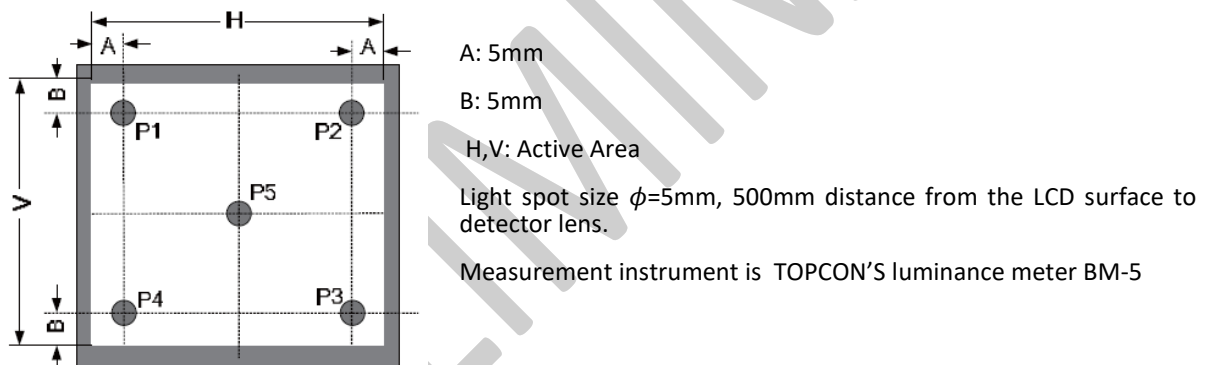 H
A
A
B
P1
P2
V
P5
P4
P3
B
A: 5mm
B: 5mm
H,V: Active Area
Light spot size ϕ=5mm, 500mm distance from the LCD surface to
detector lens.
Measurement instrument is TOPCON’S luminance meter BM-5